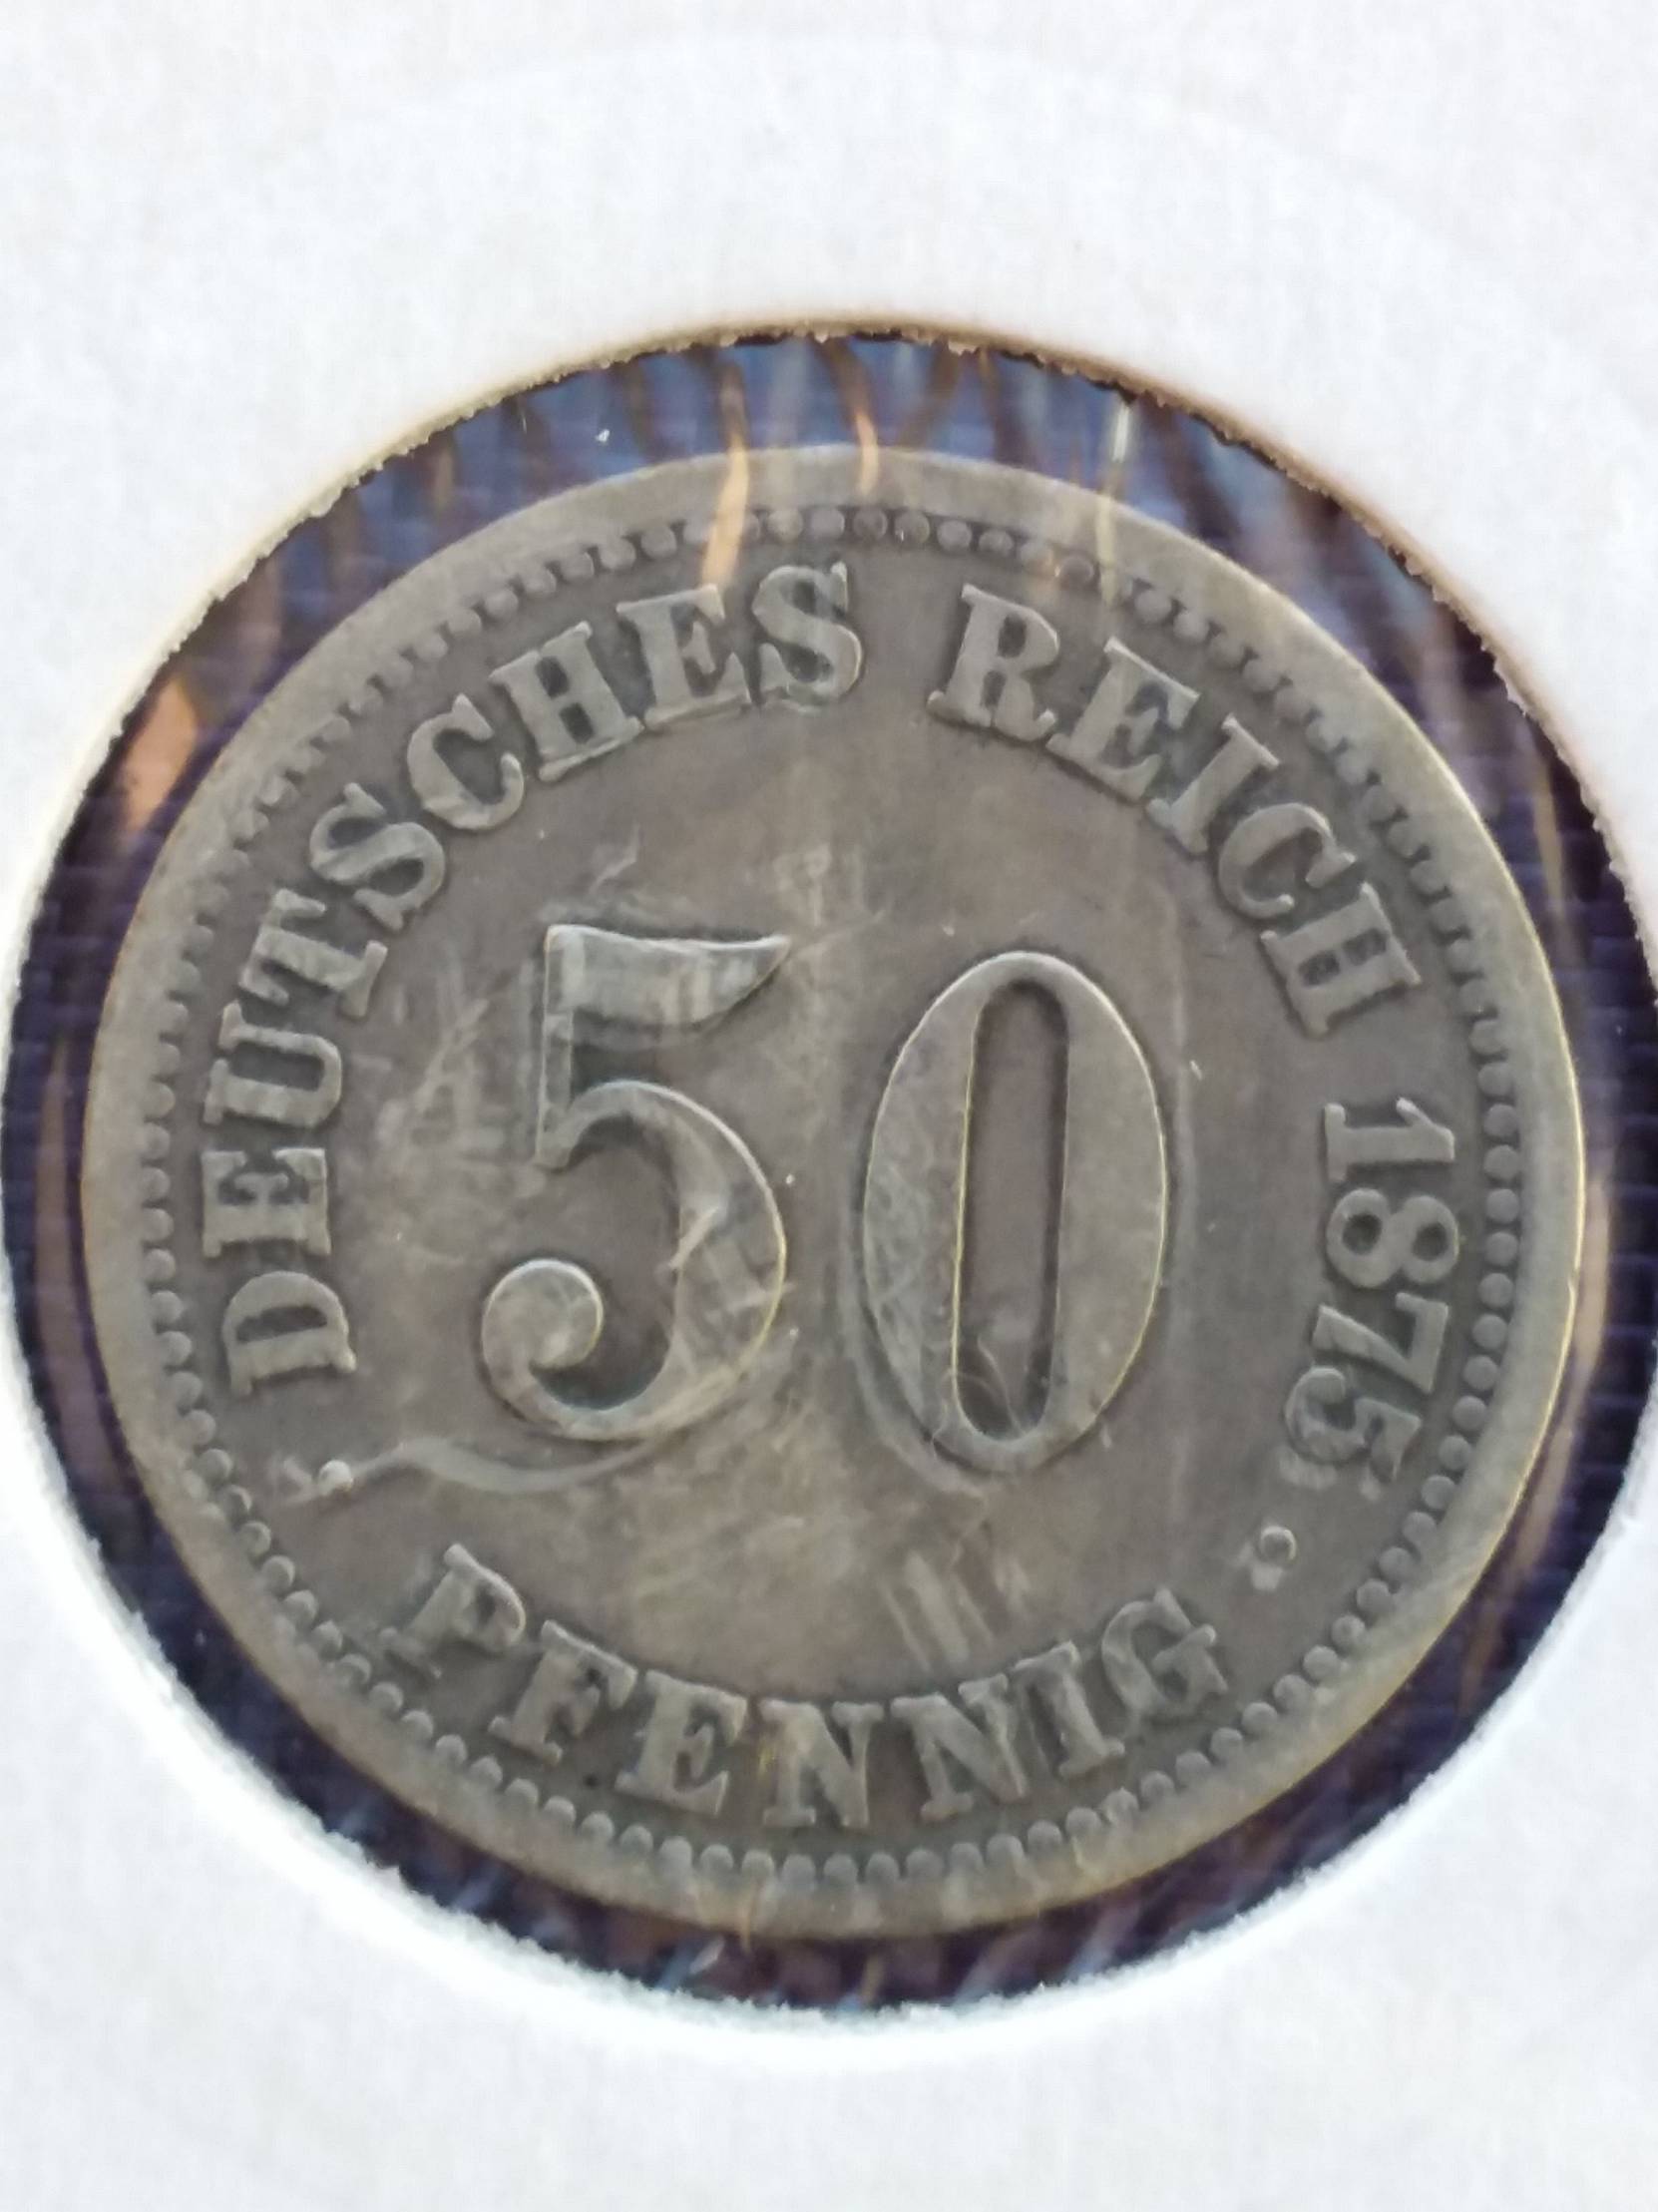 DEUTSCHES REICH 1875
50
PFENNIG